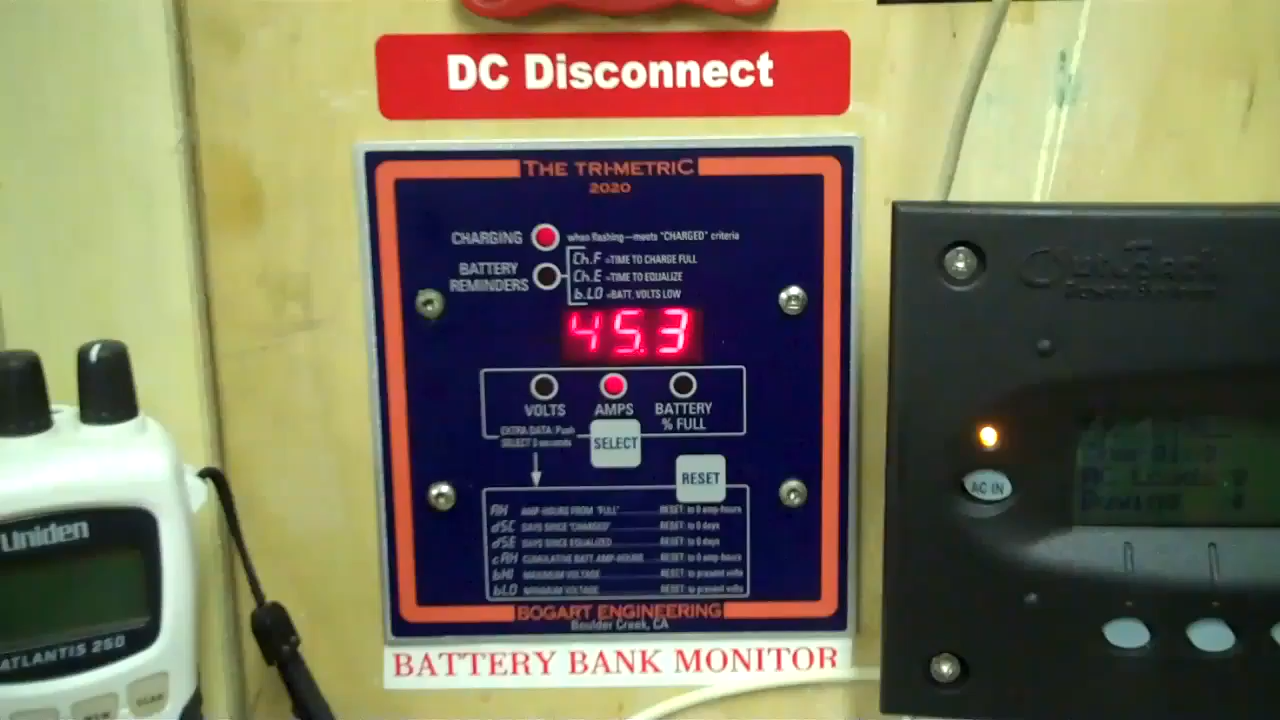 DC Disconnect
THE TRI-METRIC
2020
CHARGING
when flashing—meets "CHARGED" criteria
BATTERY
REMINDERS
Ch.F =TIME TO CHARGE FULL
Ch.E =TIME TO EQUALIZE
b.LO =BATT. VOLTS LOW
45.3
VOLTS
AMPS
BATTERY
% FULL
EXTRA DATA: Push
SELECT 3 seconds
SELECT
RESET
AH AMP-HOURS FROM "FULL" RESET: to 0 amp-hours
dSC DAYS SINCE "CHARGED" RESET: to 0 days
dSE DAYS SINCE EQUALIZED RESET: to 0 days
cAH CUMULATIVE BATT AMP-HOURS RESET: to 0 amp-hours
bHI MAXIMUM VOLTAGE RESET: to present volts
bLO MINIMUM VOLTAGE RESET: to present volts
BOGART ENGINEERING
Boulder Creek, CA
BATTERY BANK MONITOR
Uniden
ATLANTIS 250
SCAN
AC IN